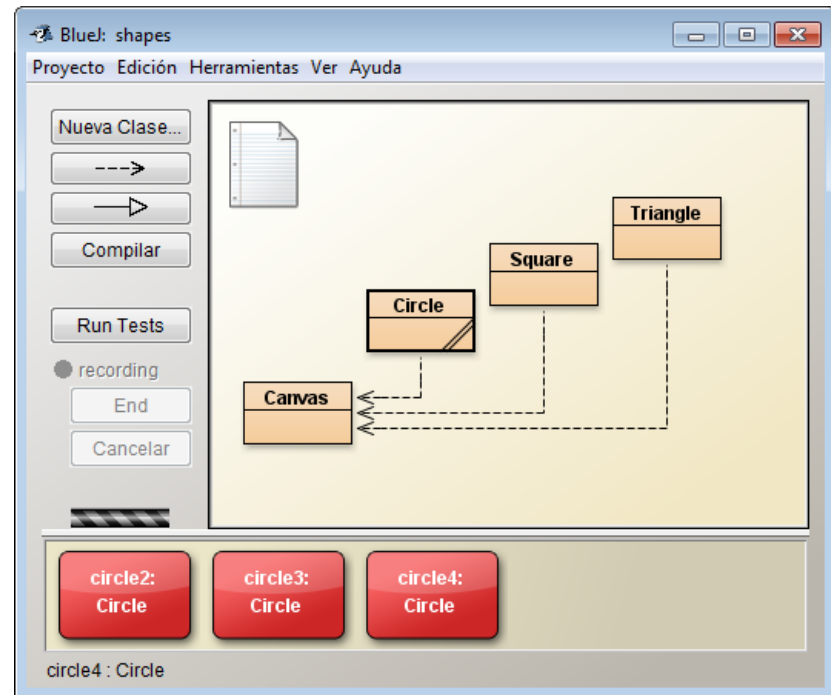 BlueJ: shapes
Proyecto Edición Herramientas Ver Ayuda
Nueva Clase...
Compilar
Run Tests
recording
End
Cancelar
Triangle
Square
Circle
Canvas
circle2:
Circle
circle3:
Circle
circle4:
Circle
circle4 : Circle